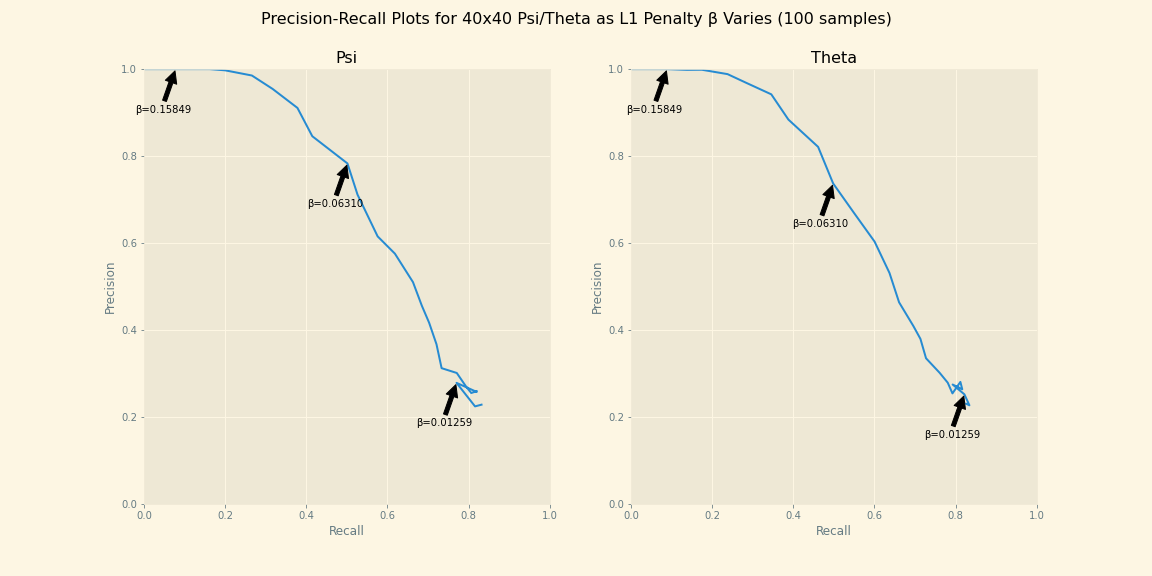 Precision-Recall Plots for 40x40 Psi/Theta as L1 Penalty β Varies (100 samples)
Psi
1.0
0.8
0.6
0.4
0.2
0.0
Precision
β=0.15849
β=0.06310
β=0.01259
0.0 0.2 0.4 0.6 0.8 1.0
Recall
Theta
1.0
0.8
0.6
0.4
0.2
0.0
Precision
β=0.15849
β=0.06310
β=0.01259
0.0 0.2 0.4 0.6 0.8 1.0
Recall